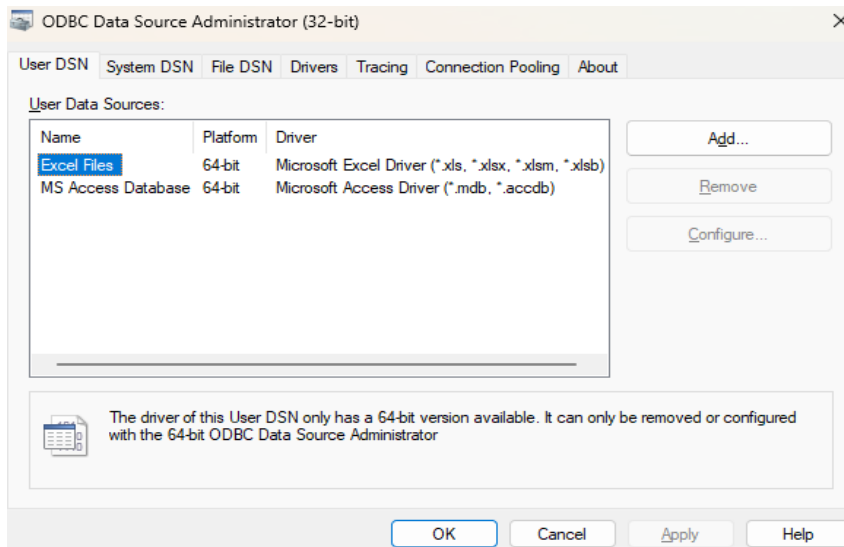 ODBC Data Source Administrator (32-bit)
User DSN System DSN File DSN Drivers Tracing Connection Pooling About
User Data Sources:
Name Platform Driver
Add...
Excel Files 64-bit Microsoft Excel Driver (*.xls, *.xlsx, *.xlsm, *.xlsb)
MS Access Database 64-bit Microsoft Access Driver (*.mdb, *.accdb)
Remove
Configure...
The driver of this User DSN only has a 64-bit version available. It can only be removed or configured
with the 64-bit ODBC Data Source Administrator
OK Cancel Apply Help